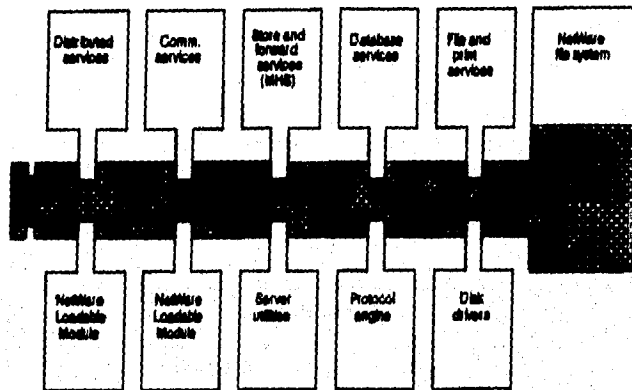 Distributed
services
Comm.
services
Store and
forward
services
(MHS)
Database
services
File and
print
services
NetWare
file system
NetWare
Loadable
Module
NetWare
Loadable
Module
Server
utilities
Protocol
engine
Disk
drivers